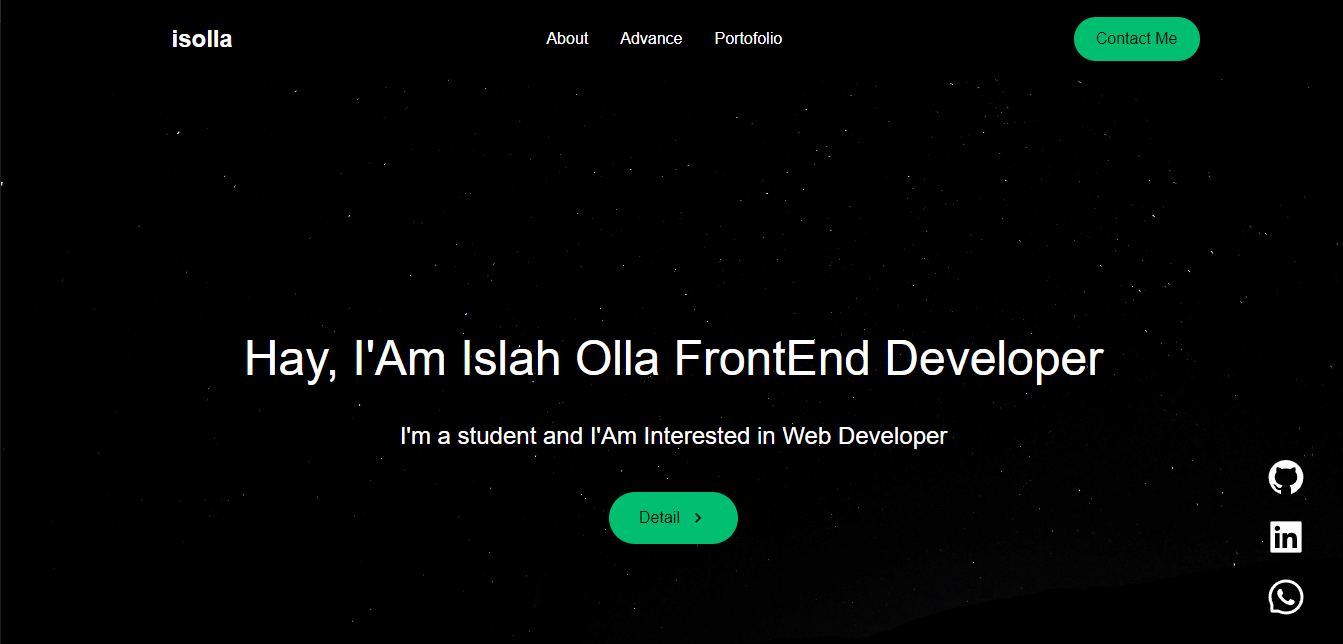 isolla
About Advance Portofolio
Contact Me
Hay, I'Am Islah Olla FrontEnd Developer
I'm a student and I'Am Interested in Web Developer
Detail
in